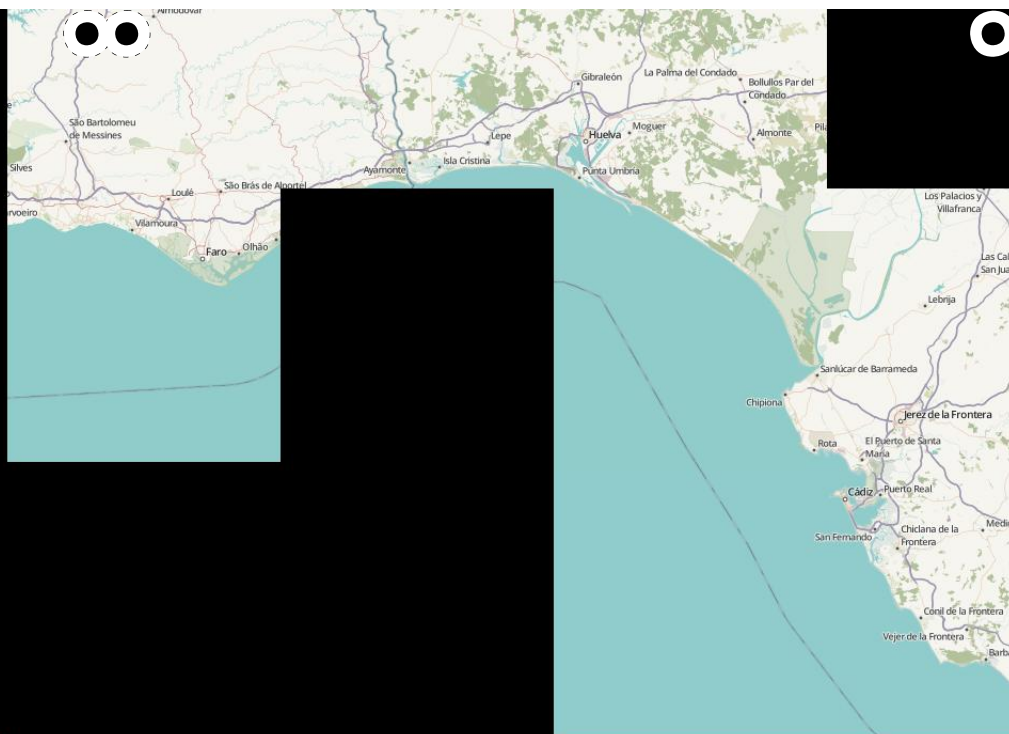 Almodôvar
Gibraleón
La Palma del Condado
Bollullos Par del
Condado
São Bartolomeu
de Messines
Huelva
Moguer
Almonte
Lepe
Silves
Ayamonte
Isla Cristina
Punta Umbria
Loulé
São Brás de Alportel
Los Palacios y
Villafranca
Vilamoura
Faro
Olhão
Lebrija
Sanlúcar de Barrameda
Chipiona
Jerez de la Frontera
Rota
El Puerto de Santa
María
Cádiz
Puerto Real
San Fernando
Chiclana de la
Frontera
Conil de la Frontera
Vejer de la Frontera